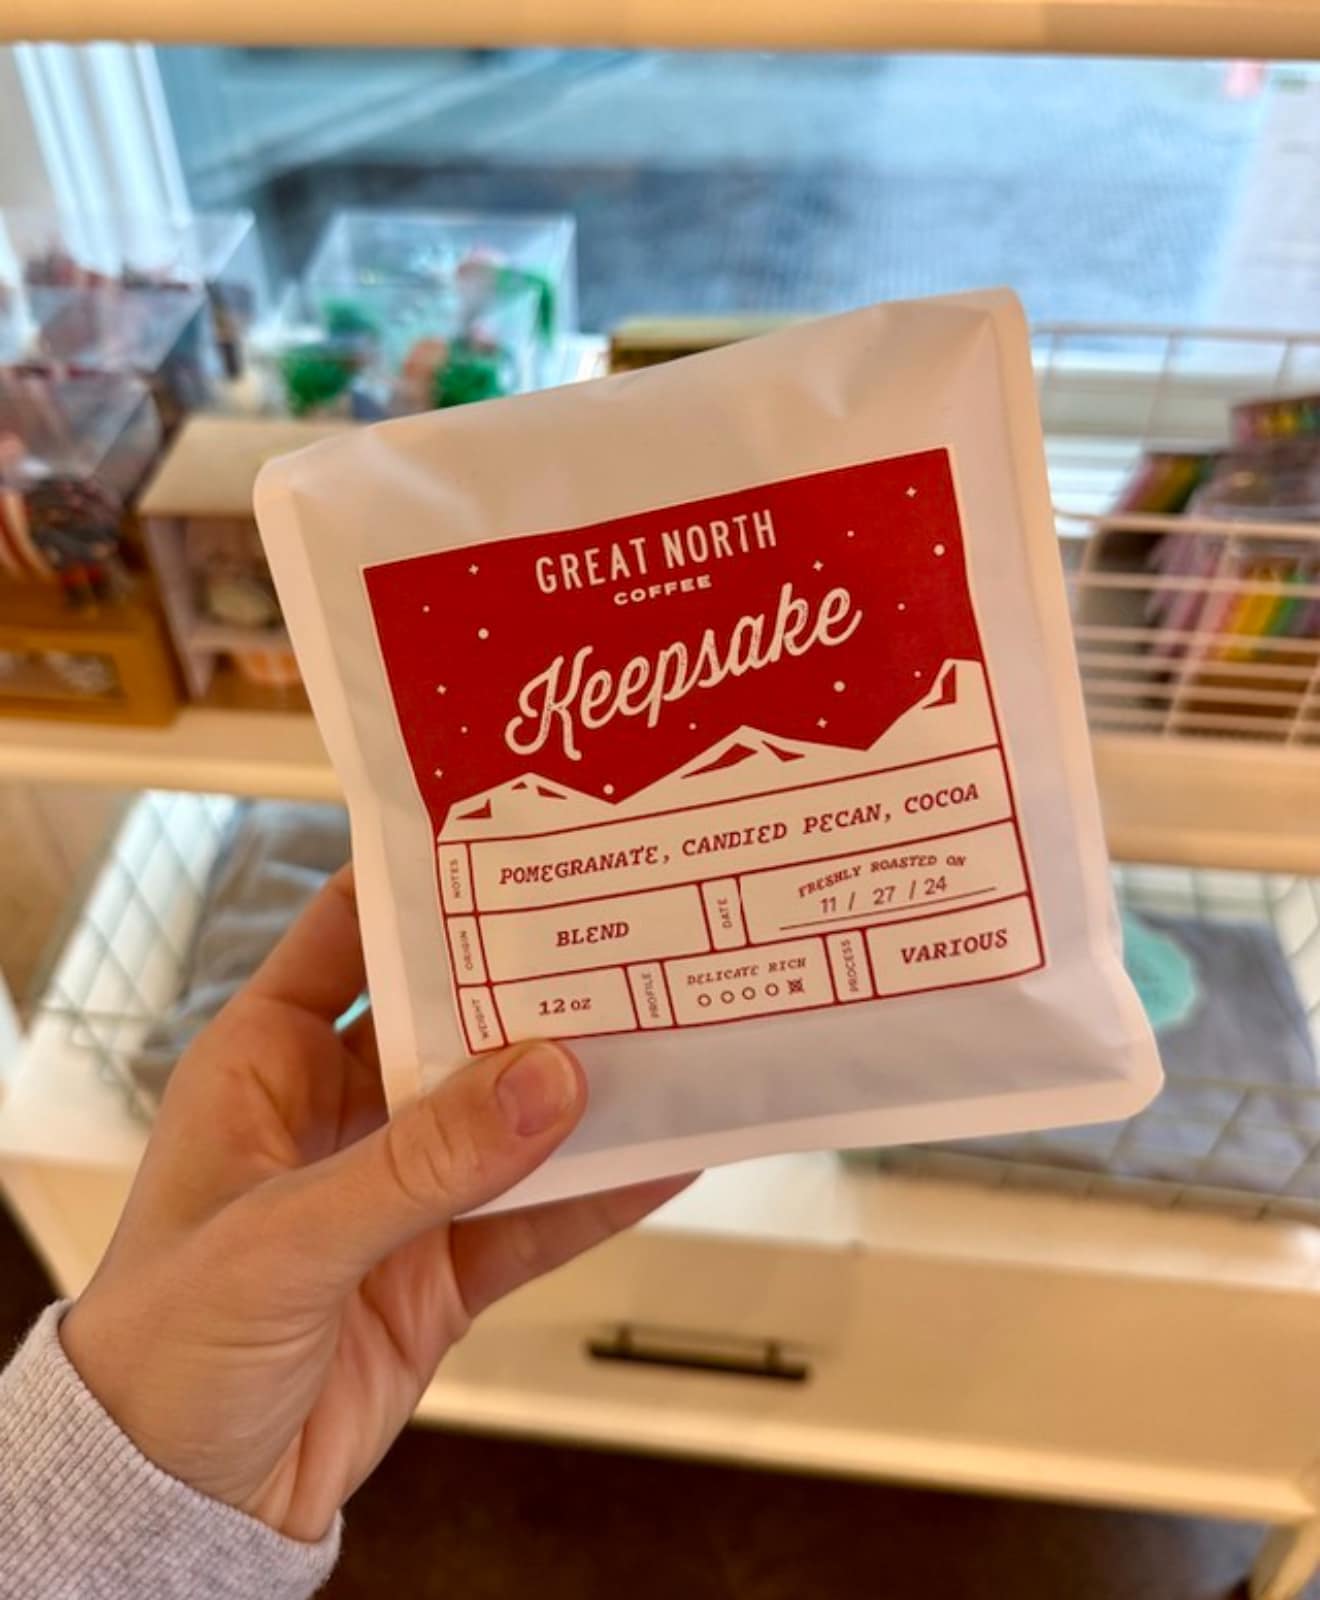 GREAT NORTH
COFFEE
Keepsake
NOTES
POMEGRANATE, CANDIED PECAN, COCOA
ORIGIN
BLEND
DATE
FRESHLY ROASTED ON
11 / 27 / 24
WEIGHT
12 oz
PROFILE
DELICATE RICH
PROCESS
VARIOUS